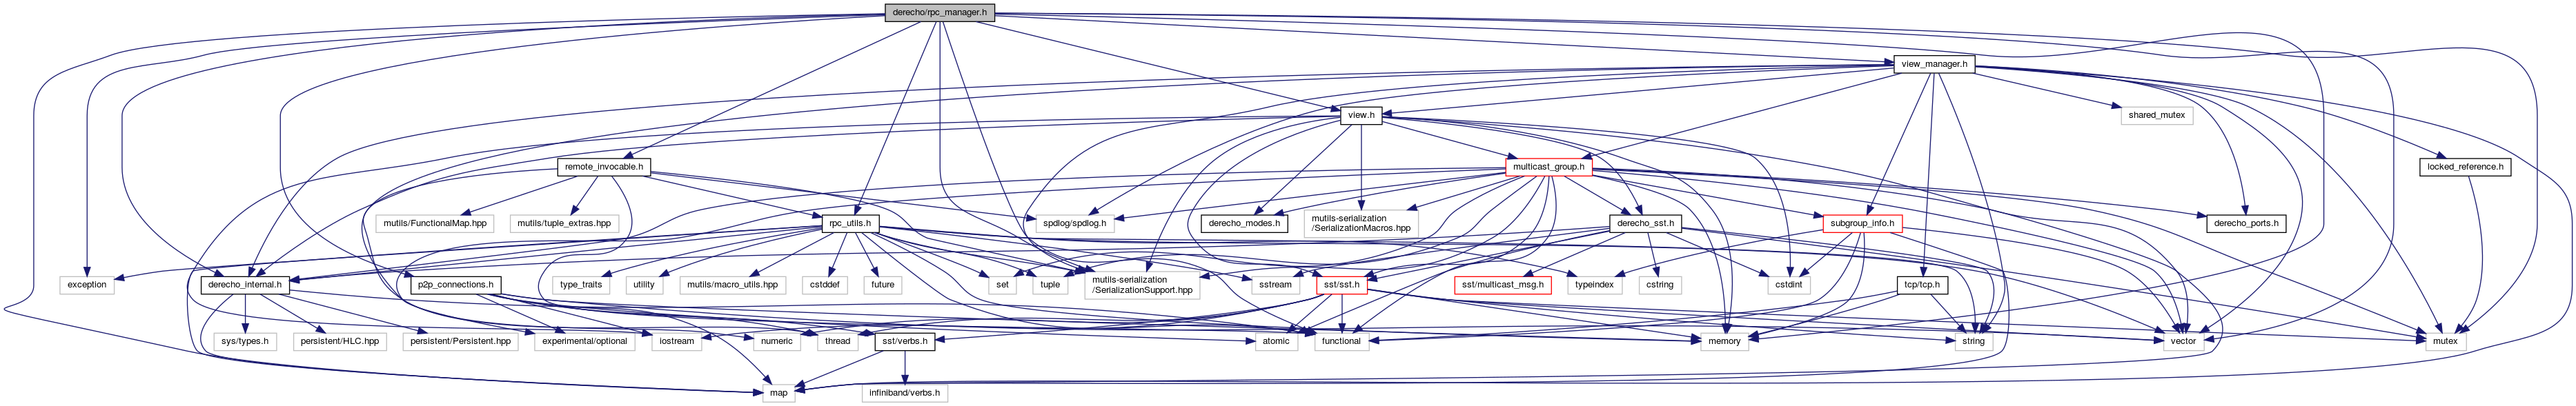 derecho/rpc_manager.h
view_manager.h
view.h
shared_mutex
remote_invocable.h
multicast_group.h
locked_reference.h
mutils/FunctionalMap.hpp
mutils/tuple_extras.hpp
rpc_utils.h
spdlog/spdlog.h
derecho_modes.h
mutils-serialization
/SerializationMacros.hpp
derecho_sst.h
subgroup_info.h
derecho_ports.h
exception
derecho_internal.h
p2p_connections.h
type_traits
utility
mutils/macro_utils.hpp
cstddef
future
set
tuple
mutils-serialization
/SerializationSupport.hpp
sstream
sst/sst.h
sst/multicast_msg.h
typeindex
cstring
cstdint
tcp/tcp.h
sys/types.h
persistent/HLC.hpp
persistent/Persistent.hpp
experimental/optional
iostream
numeric
thread
sst/verbs.h
atomic
functional
memory
string
vector
mutex
map
infiniband/verbs.h